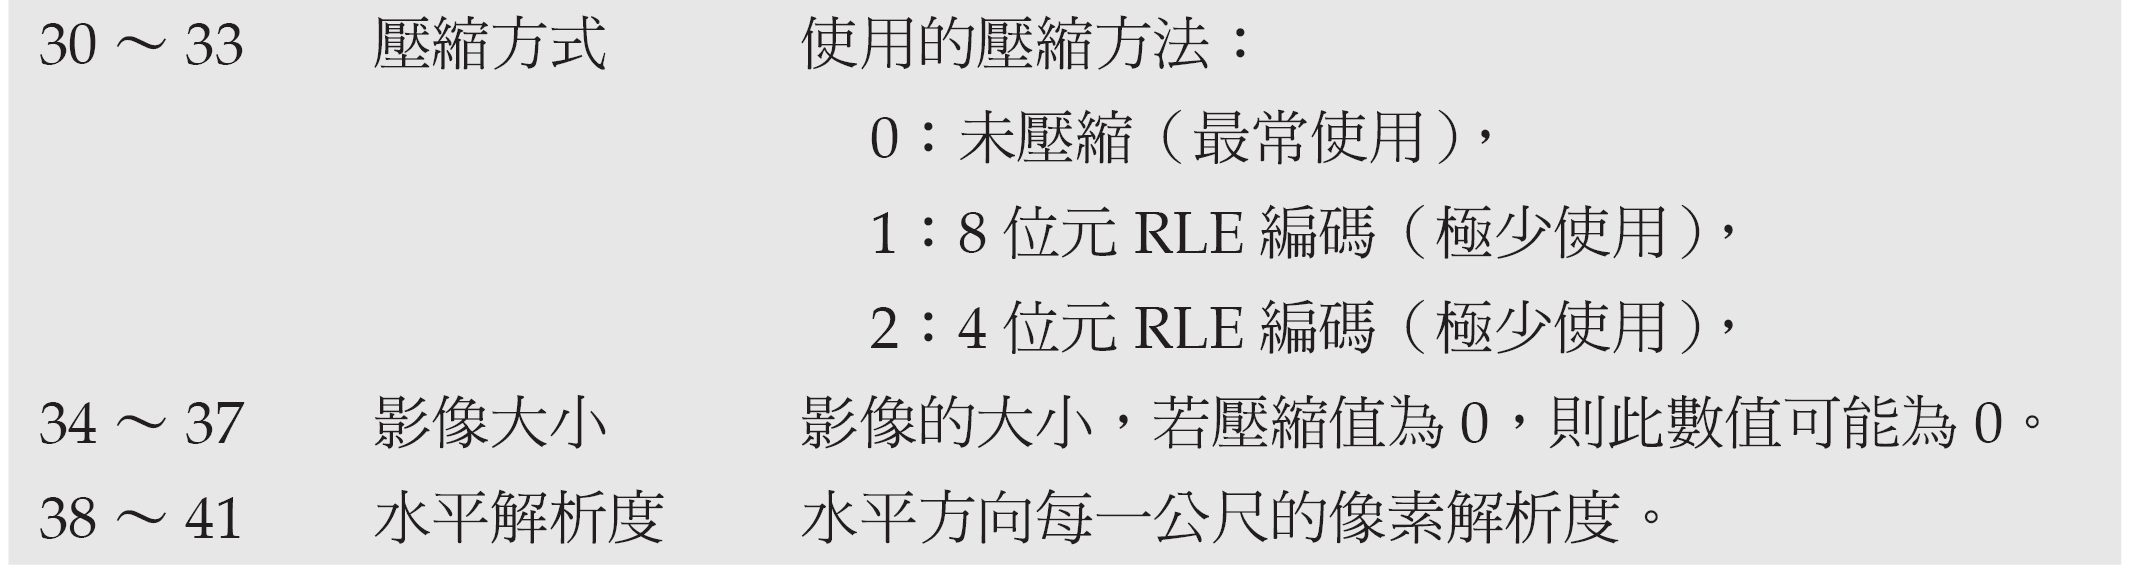 30 ～ 33 壓縮方式 使用的壓縮方法：
0：未壓縮（最常使用），
1：8 位元 RLE 編碼（極少使用），
2：4 位元 RLE 編碼（極少使用），
34 ～ 37 影像大小 影像的大小，若壓縮值為 0，則此數值可能為 0。
38 ～ 41 水平解析度 水平方向每一公尺的像素解析度。